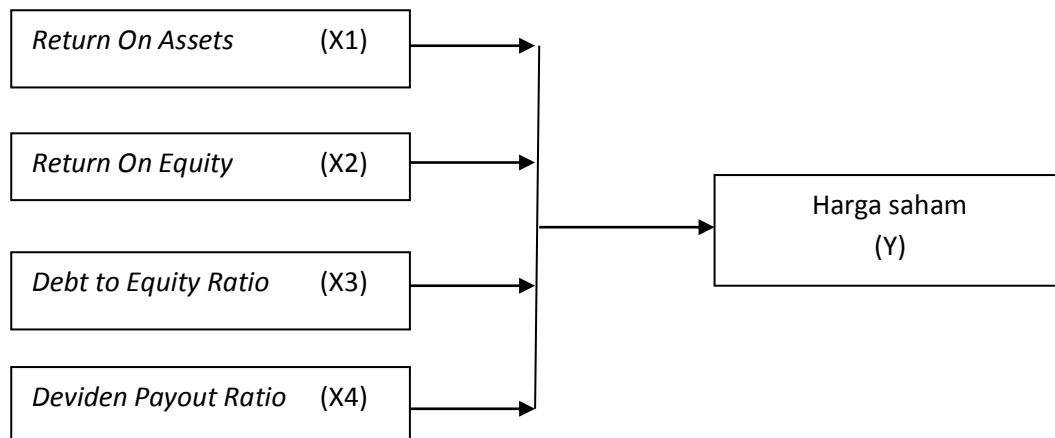 Return On Assets (X1)
Return On Equity (X2)
Debt to Equity Ratio (X3)
Deviden Payout Ratio (X4)
Harga saham
(Y)